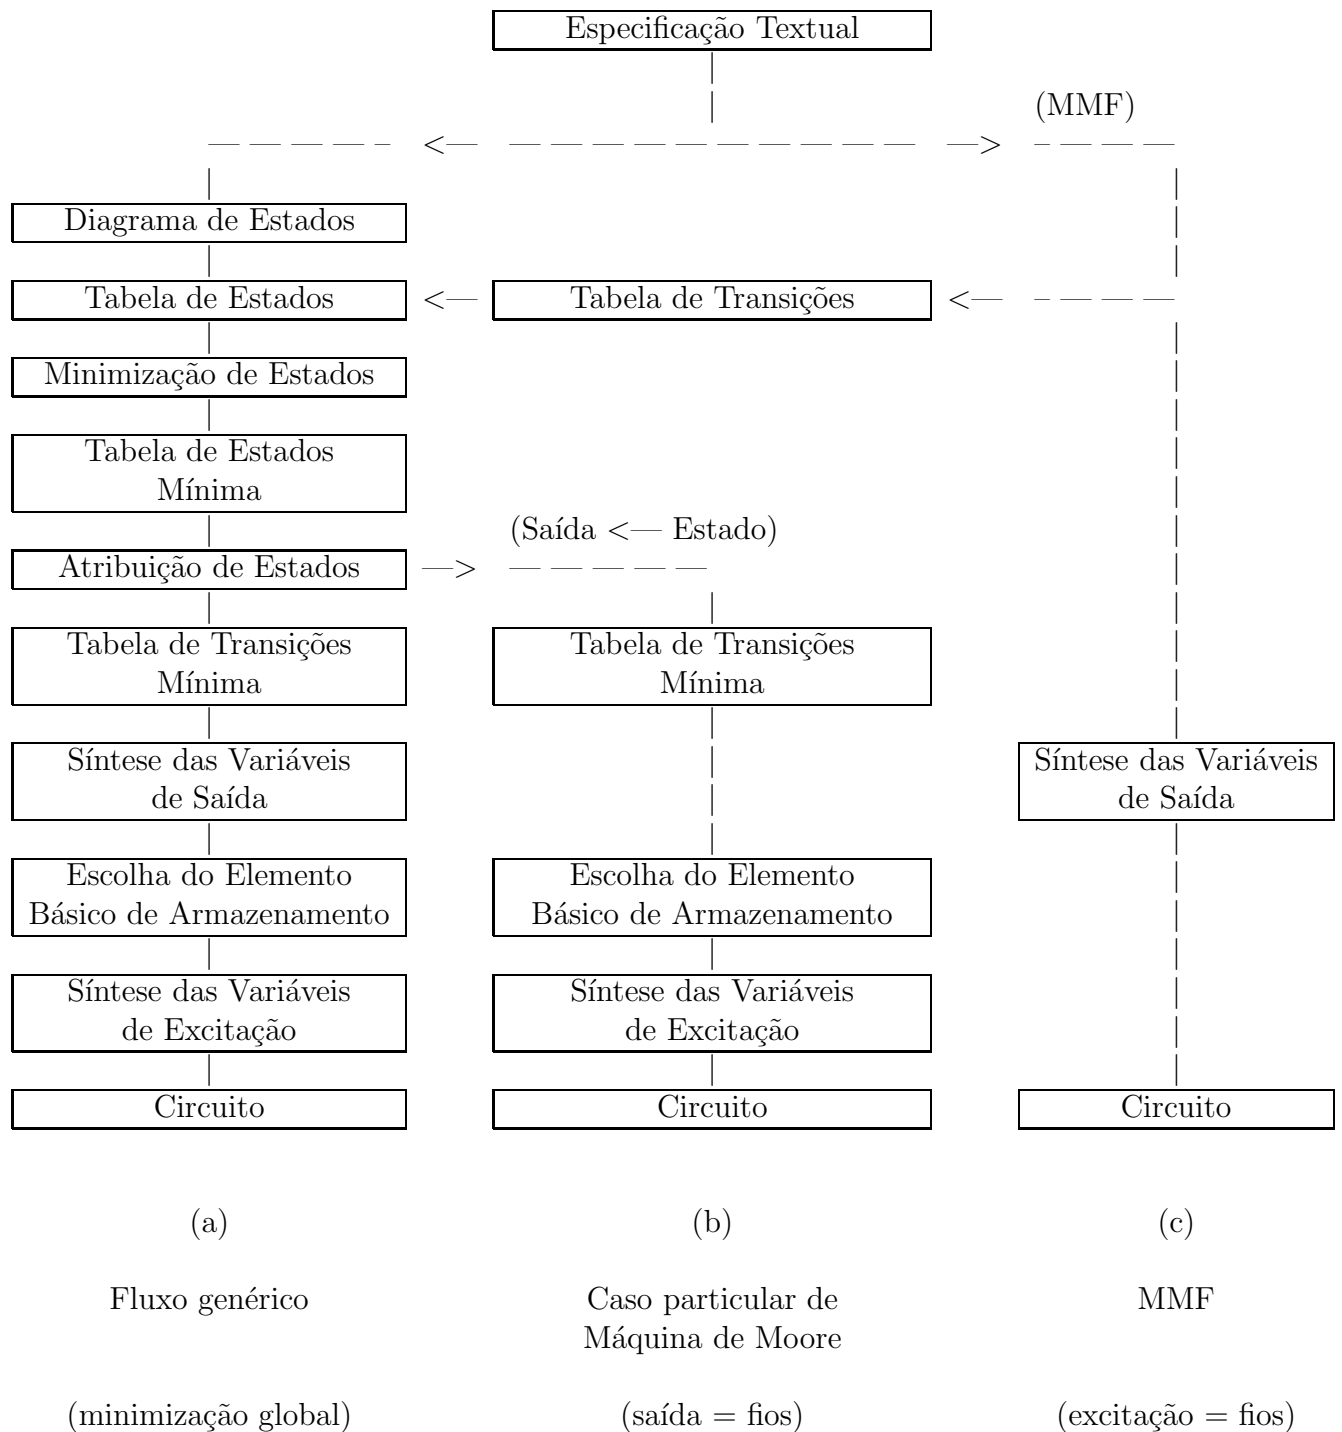 Especificação Textual
(MMF)
Diagrama de Estados
Tabela de Estados
Tabela de Transições
Minimização de Estados
Tabela de Estados
Mínima
(Saída <— Estado)
Atribuição de Estados
Tabela de Transições
Mínima
Tabela de Transições
Mínima
Síntese das Variáveis
de Saída
Síntese das Variáveis
de Saída
Escolha do Elemento
Básico de Armazenamento
Escolha do Elemento
Básico de Armazenamento
Síntese das Variáveis
de Excitação
Síntese das Variáveis
de Excitação
Circuito
Circuito
Circuito
(a)
(b)
(c)
Fluxo genérico
Caso particular de
Máquina de Moore
MMF
(minimização global)
(saída = fios)
(excitação = fios)